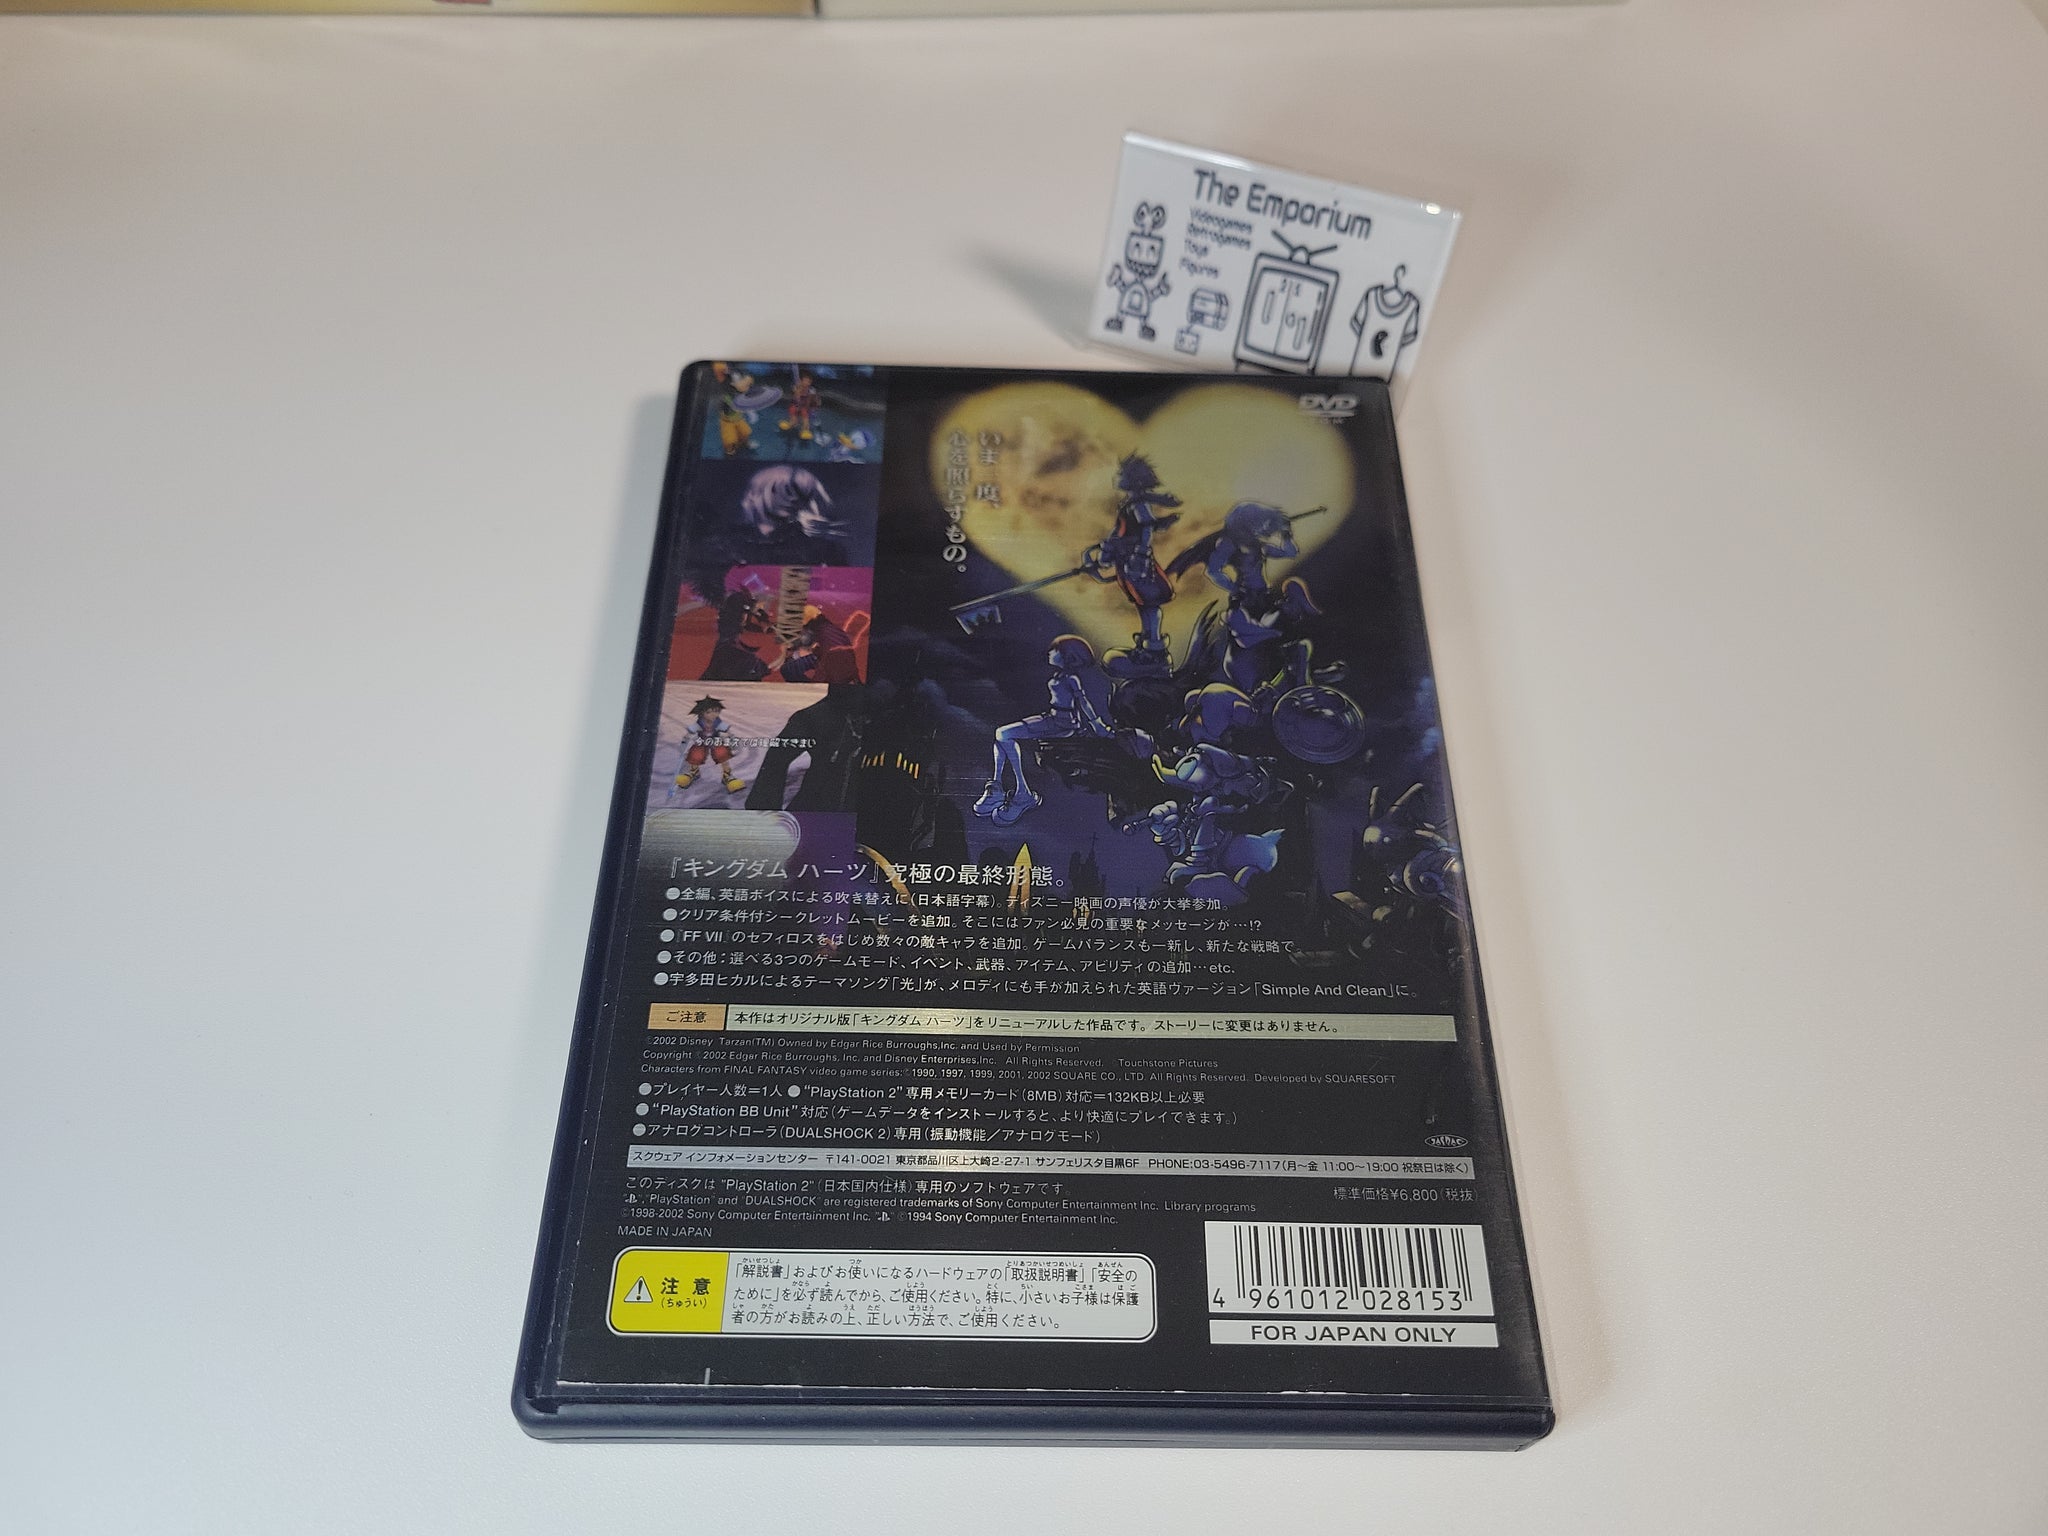 The Emporium
Videogames
Retrogames
Toys
Figures
DVD
いま一度、
心を照らすもの。
今のおまえでは理解できまい
『キングダム ハーツ』究極の最終形態。
●全編、英語ボイスによる吹き替えに(日本語字幕)。ディズニー映画の声優が大挙参加。
●クリア条件付シークレットムービーを追加。そこにはファン必見の重要なメッセージが…!?
●『FF VII』のセフィロスをはじめ数々の敵キャラを追加。ゲームバランスも一新し、新たな戦略で。
●その他:選べる3つのゲームモード、イベント、武器、アイテム、アビリティの追加…etc.
●宇多田ヒカルによるテーマソング「光」が、メロディにも手が加えられた英語ヴァージョン「Simple And Clean」に。
ご注意 本作はオリジナル版「キングダム ハーツ」をリニューアルした作品です。ストーリーに変更はありません。
©2002 Disney Tarzan(TM) Owned by Edgar Rice Burroughs,Inc. and Used by Permission
Copyright ©2002 Edgar Rice Burroughs, Inc. and Disney Enterprises,Inc. All Rights Reserved. ©Touchstone Pictures
Characters from FINAL FANTASY video game series:©1990, 1997, 1999, 2001, 2002 SQUARE CO., LTD. All Rights Reserved. Developed by SQUARESOFT
●プレイヤー人数=1人 ●"PlayStation 2"専用メモリーカード(8MB)対応=132KB以上必要
●"PlayStation BB Unit"対応(ゲームデータをインストールすると、より快適にプレイできます。)
●アナログコントローラ(DUALSHOCK 2)専用(振動機能/アナログモード)
スクウェア インフォメーションセンター 〒141-0021 東京都品川区上大崎2-27-1 サンフェリスタ目黒6F PHONE:03-5496-7117(月~金 11:00~19:00 祝祭日は除く)
このディスクは "PlayStation 2"(日本国内仕様)専用のソフトウェアです。
標準価格¥6,800(税抜)
"PlayStation" and "DUALSHOCK" are registered trademarks of Sony Computer Entertainment Inc. Library programs
©1998-2002 Sony Computer Entertainment Inc. ©1994 Sony Computer Entertainment Inc.
MADE IN JAPAN
注意
(ちゅうい)
「解説書」およびお使いになるハードウェアの「取扱説明書」「安全の
ために」を必ず読んでから、ご使用ください。特に、小さいお子様は保護
者の方がお読みの上、正しい方法で、ご使用ください。
4 961012 028153
FOR JAPAN ONLY